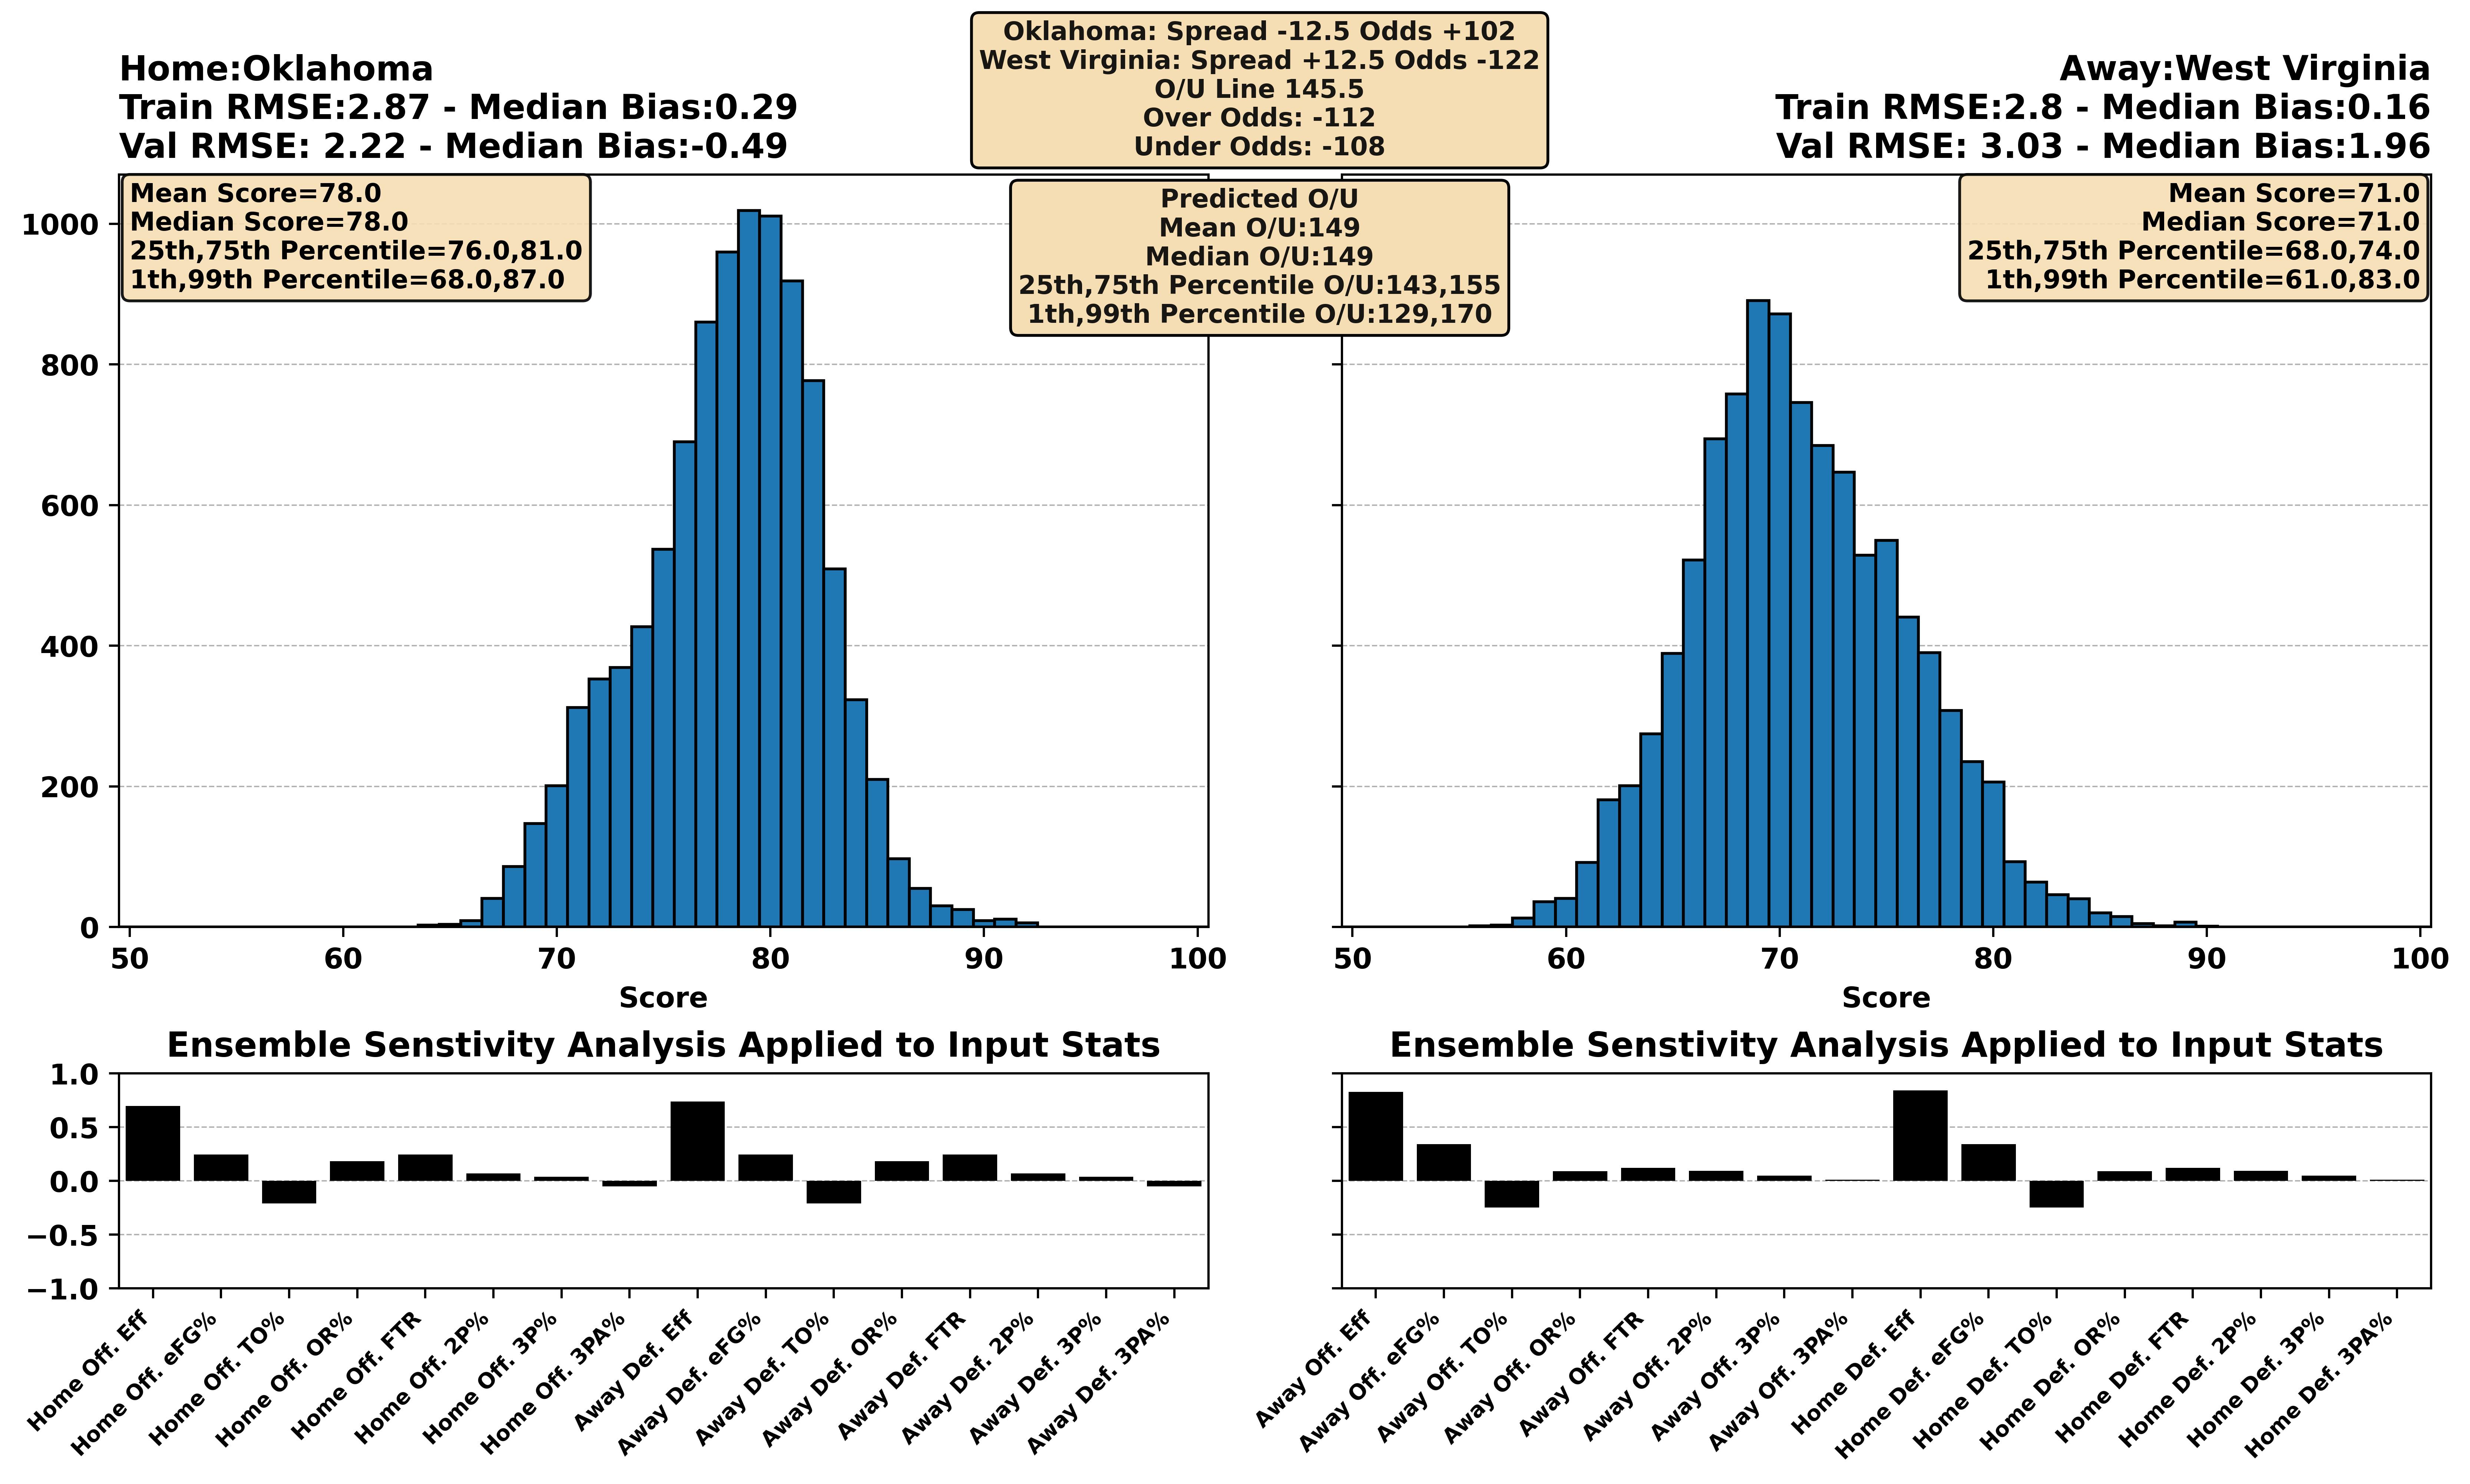 Oklahoma: Spread -12.5 Odds +102
West Virginia: Spread +12.5 Odds -122
O/U Line 145.5
Over Odds: -112
Under Odds: -108
Home:Oklahoma
Train RMSE:2.87 - Median Bias:0.29
Val RMSE: 2.22 - Median Bias:-0.49
Away:West Virginia
Train RMSE:2.8 - Median Bias:0.16
Val RMSE: 3.03 - Median Bias:1.96
Mean Score=78.0
Median Score=78.0
25th,75th Percentile=76.0,81.0
1th,99th Percentile=68.0,87.0
Predicted O/U
Mean O/U:149
Median O/U:149
25th,75th Percentile O/U:143,155
1th,99th Percentile O/U:129,170
Mean Score=71.0
Median Score=71.0
25th,75th Percentile=68.0,74.0
1th,99th Percentile=61.0,83.0
1000
800
600
400
200
0
50 60 70 80 90 100
Score
50 60 70 80 90 100
Score
Ensemble Senstivity Analysis Applied to Input Stats
1.0
0.5
0.0
−0.5
−1.0
Home Off. Eff
Home Off. eFG%
Home Off. TO%
Home Off. OR%
Home Off. FTR
Home Off. 2P%
Home Off. 3P%
Home Off. 3PA%
Away Def. Eff
Away Def. eFG%
Away Def. TO%
Away Def. OR%
Away Def. FTR
Away Def. 2P%
Away Def. 3P%
Away Def. 3PA%
Ensemble Senstivity Analysis Applied to Input Stats
Away Off. Eff
Away Off. eFG%
Away Off. TO%
Away Off. OR%
Away Off. FTR
Away Off. 2P%
Away Off. 3P%
Away Off. 3PA%
Home Def. Eff
Home Def. eFG%
Home Def. TO%
Home Def. OR%
Home Def. FTR
Home Def. 2P%
Home Def. 3P%
Home Def. 3PA%